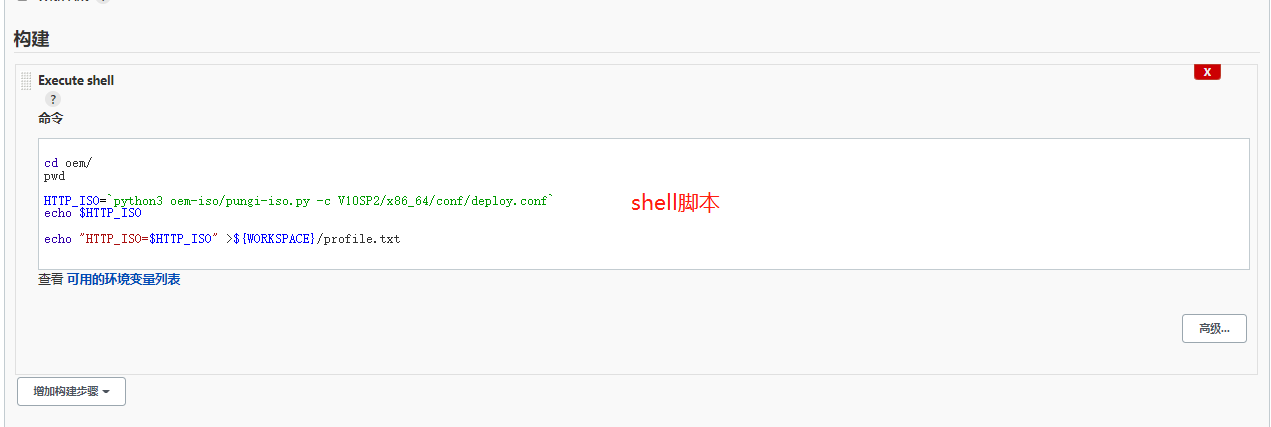 构建
Execute shell
X
?
命令
cd oem/
pwd
HTTP_ISO=`python3 oem-iso/pungi-iso.py -c V10SP2/x86_64/conf/deploy.conf`
echo $HTTP_ISO
shell脚本
echo "HTTP_ISO=$HTTP_ISO" >${WORKSPACE}/profile.txt
查看 可用的环境变量列表
高级...
增加构建步骤